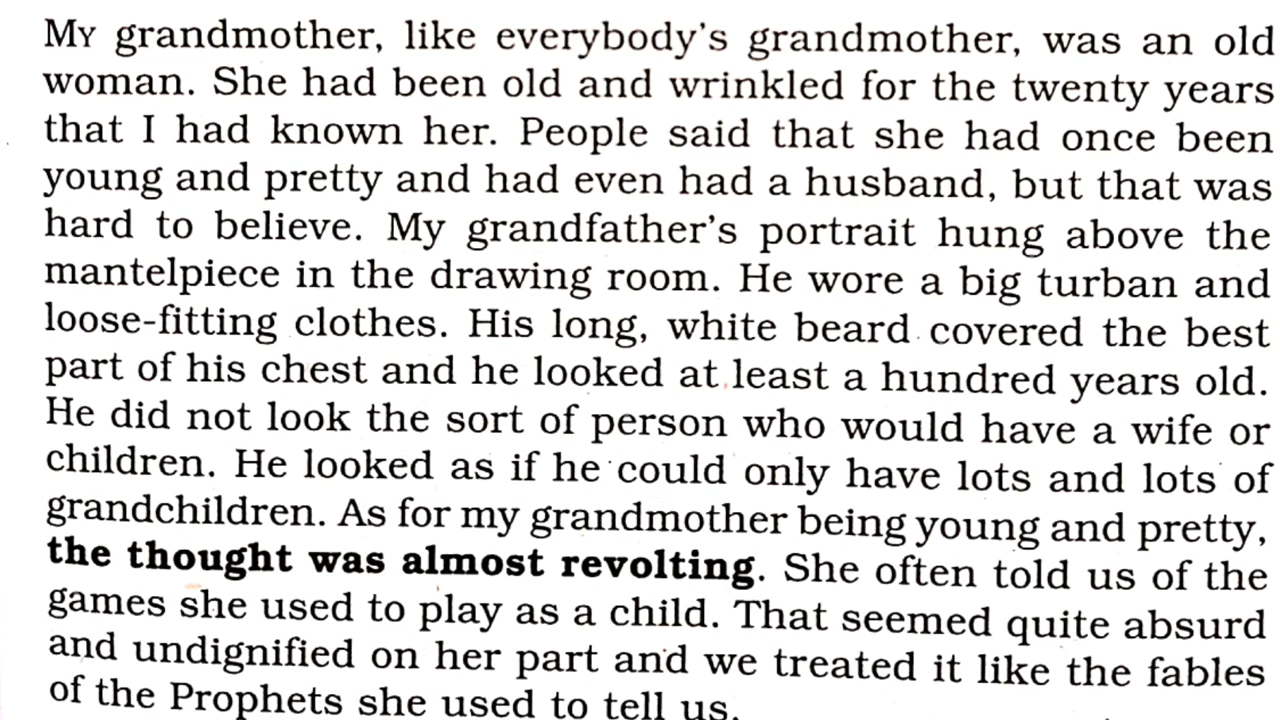 My grandmother, like everybody's grandmother, was an old
woman. She had been old and wrinkled for the twenty years
that I had known her. People said that she had once been
young and pretty and had even had a husband, but that was
hard to believe. My grandfather's portrait hung above the
mantelpiece in the drawing room. He wore a big turban and
loose-fitting clothes. His long, white beard covered the best
part of his chest and he looked at least a hundred years old.
He did not look the sort of person who would have a wife or
children. He looked as if he could only have lots and lots of
grandchildren. As for my grandmother being young and pretty,
the thought was almost revolting. She often told us of the
games she used to play as a child. That seemed quite absurd
and undignified on her part and we treated it like the fables
of the Prophets she used to tell us.